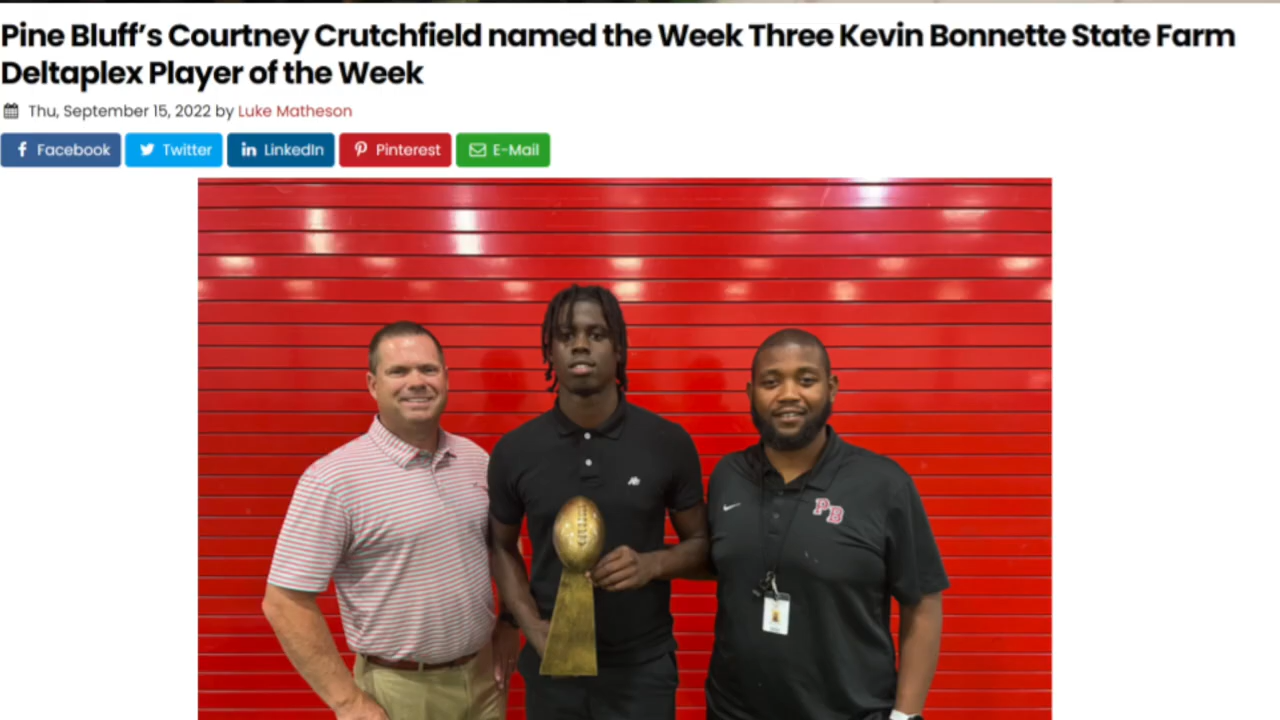 Pine Bluff’s Courtney Crutchfield named the Week Three Kevin Bonnette State Farm
Deltaplex Player of the Week
Thu, September 15, 2022 by Luke Matheson
Facebook Twitter LinkedIn Pinterest E-Mail
PB